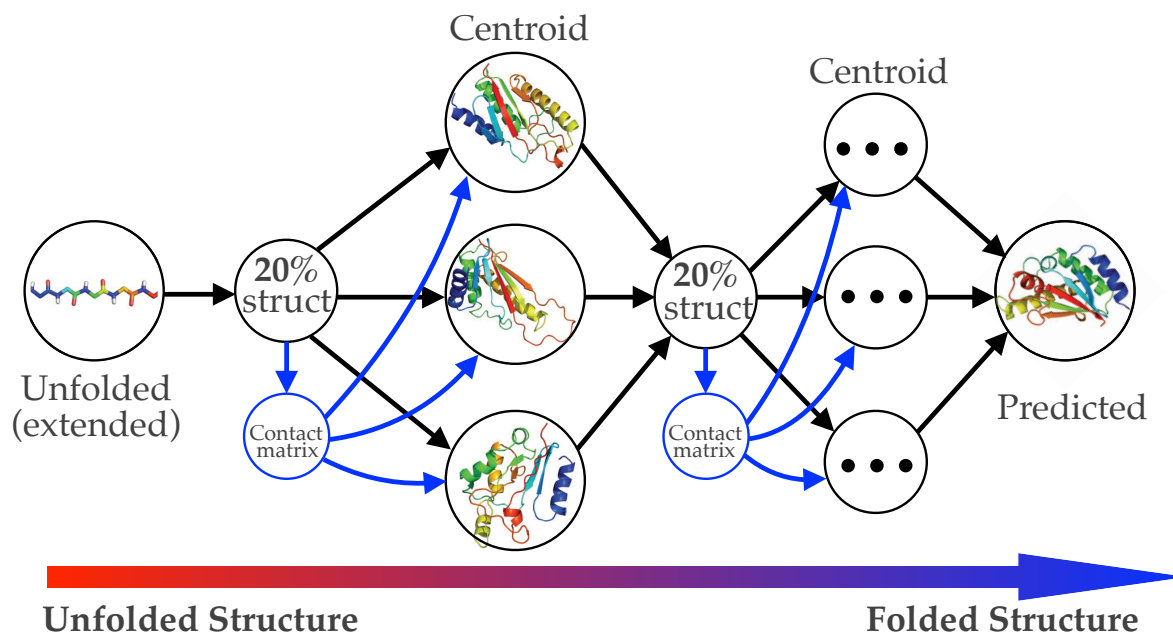 Centroid
Centroid
20%
struct
20%
struct
Unfolded
(extended)
Predicted
Contact
matrix
Contact
matrix
Unfolded Structure
Folded Structure